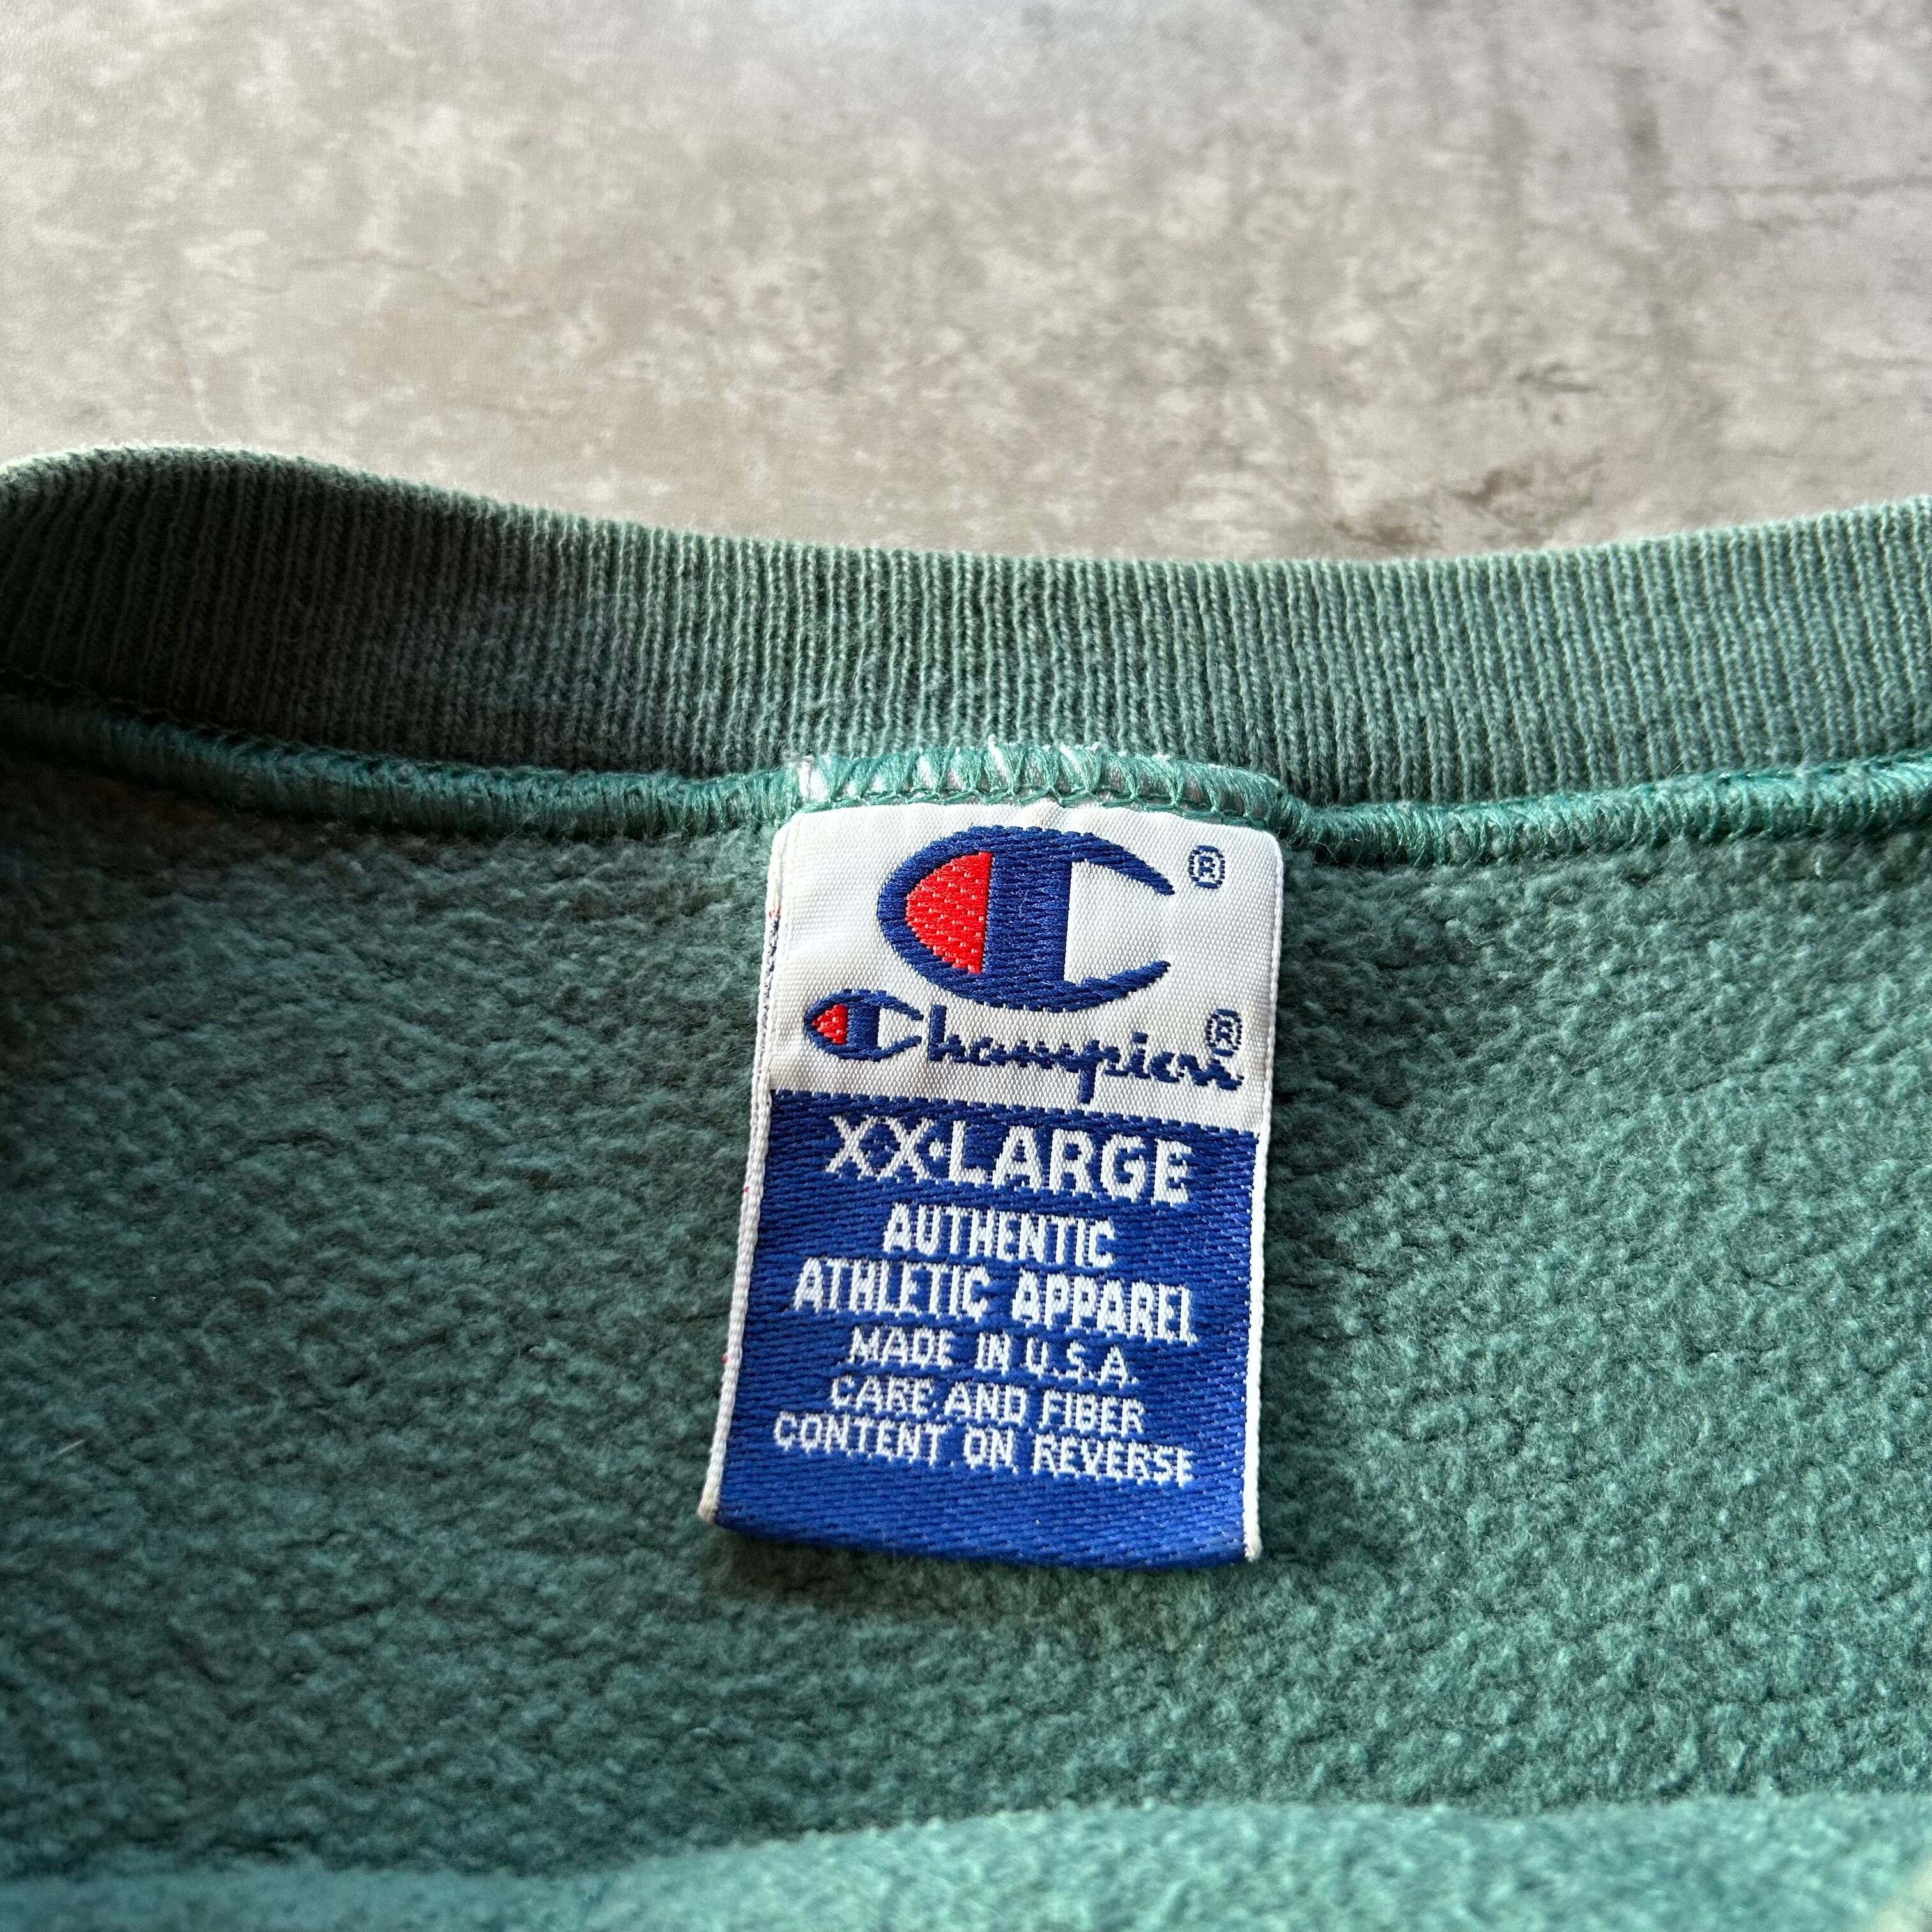 ®
Champion®
XX-LARGE
AUTHENTIC
ATHLETIC APPAREL
MADE IN U.S.A.
CARE AND FIBER
CONTENT ON REVERSE